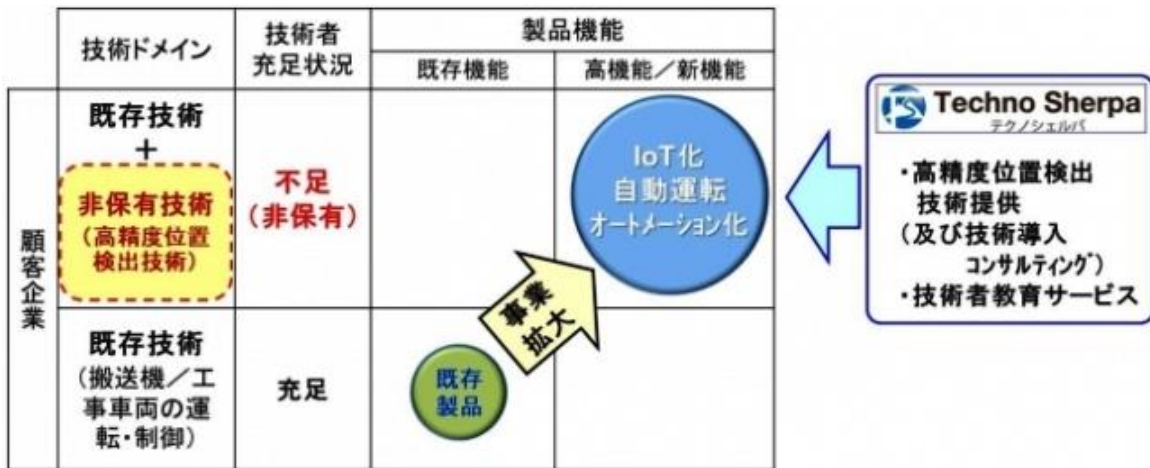 技術ドメイン
技術者
充足状況
製品機能
既存機能
高機能／新機能
顧客企業
既存技術
+
非保有技術
（高精度位置
検出技術）
不足
（非保有）
IoT化
自動運転
オートメーション化
事業
拡大
既存技術
（搬送機／工
事車両の運
転・制御）
充足
既存
製品
Techno Sherpa
テクノシェルパ
・高精度位置検出
技術提供
（及び技術導入
コンサルティング）
・技術者教育サービス